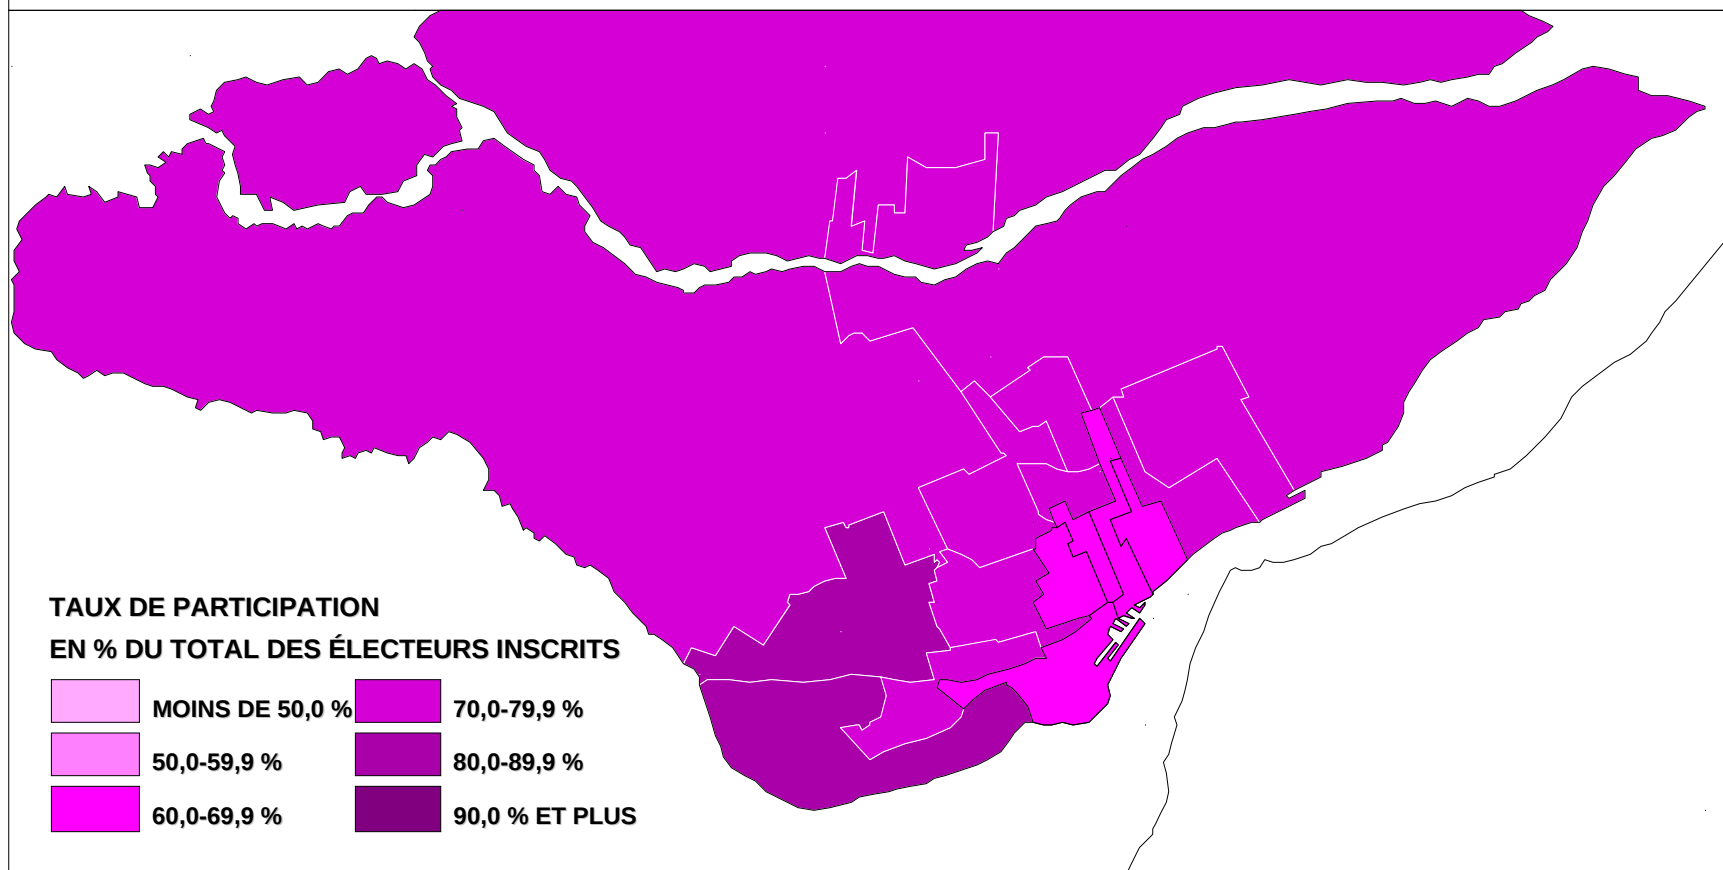 TAUX DE PARTICIPATION
EN % DU TOTAL DES ÉLECTEURS INSCRITS
MOINS DE 50,0 %
50,0-59,9 %
60,0-69,9 %
70,0-79,9 %
80,0-89,9 %
90,0 % ET PLUS